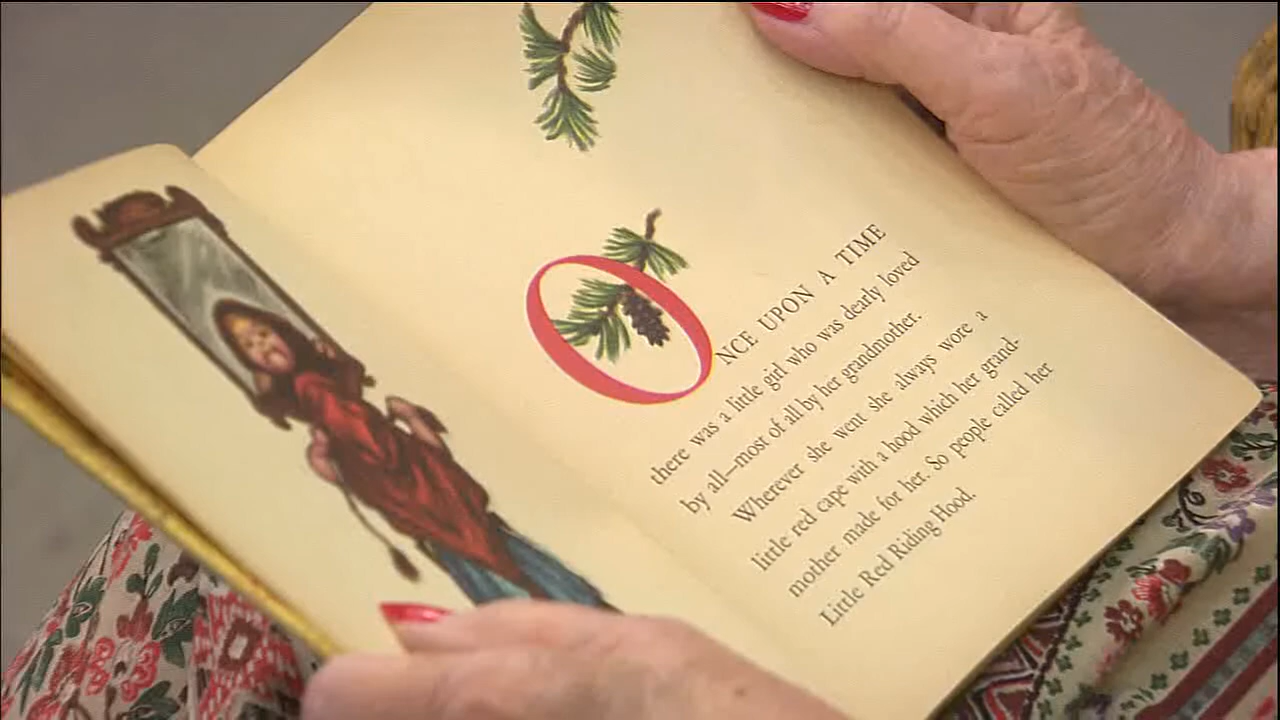 ONCE UPON A TIME
there was a little girl who was dearly loved
by all—most of all by her grandmother.
Wherever she went she always wore a
little red cape with a hood which her grand-
mother made for her. So people called her
Little Red Riding Hood.